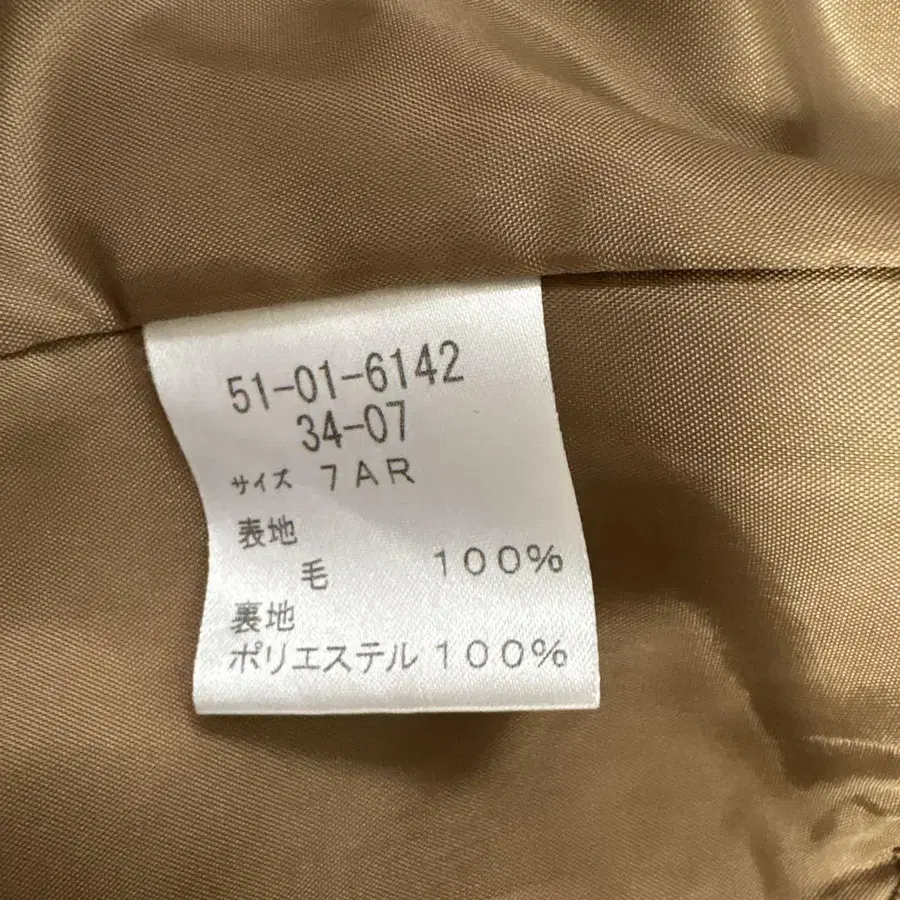 51-01-6142
34-07
サイズ 7AR
表地
毛 100%
裏地
ポリエステル 100%